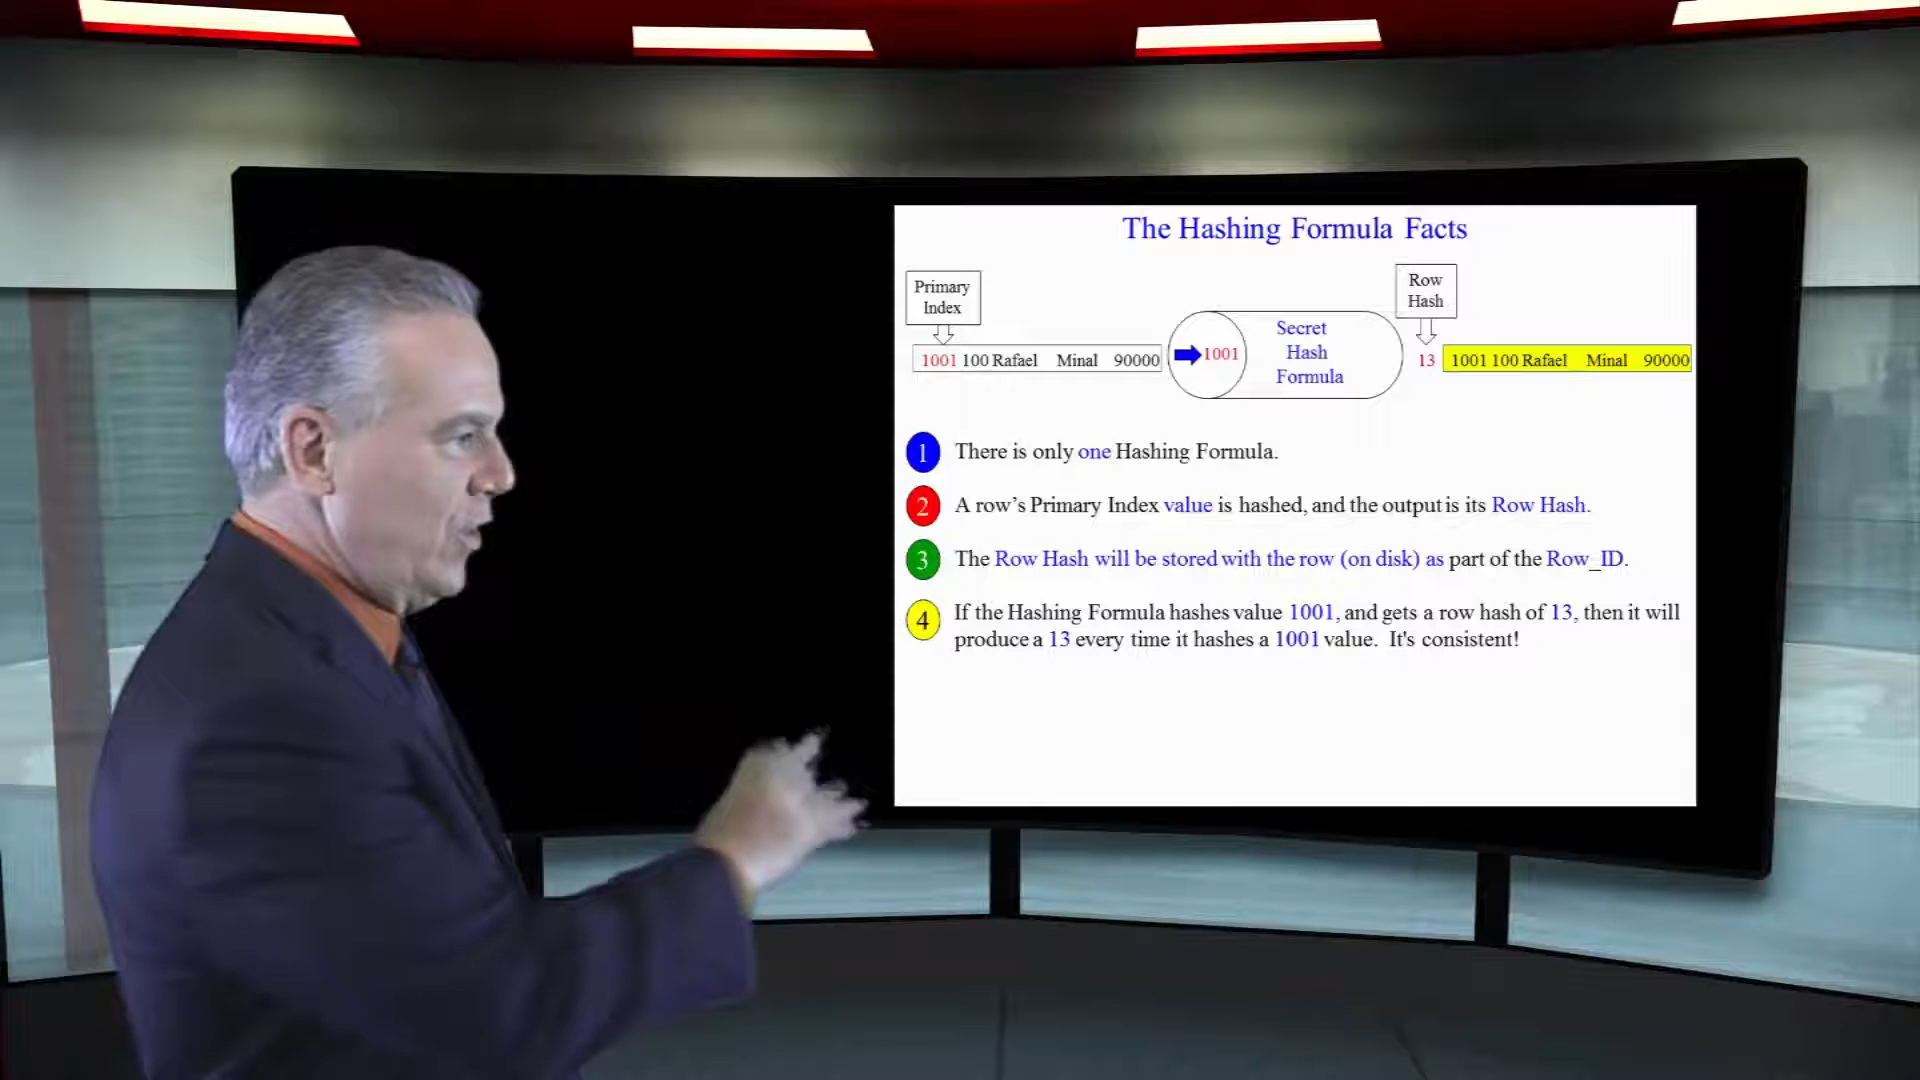 The Hashing Formula Facts
Primary
Index
Row
Hash
1001 100 Rafael Minal 90000
1001
Secret
Hash
Formula
13 1001 100 Rafael Minal 90000
1 There is only one Hashing Formula.
2 A row’s Primary Index value is hashed, and the output is its Row Hash.
3 The Row Hash will be stored with the row (on disk) as part of the Row_ID.
4 If the Hashing Formula hashes value 1001, and gets a row hash of 13, then it will
produce a 13 every time it hashes a 1001 value. It's consistent!